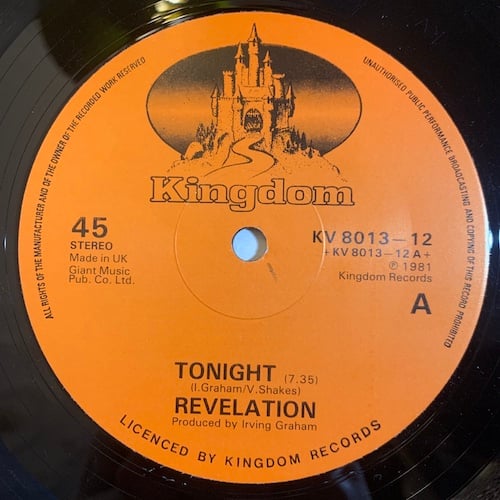 ALL RIGHTS OF THE MANUFACTURER AND OF THE OWNER OF THE RECORDED WORK RESERVED
UNAUTHORISED PUBLIC PERFORMANCE BROADCASTING AND COPYING OF THIS RECORD PROHIBITED
Kingdom
45
STEREO
Made in UK
Giant Music
Pub. Co. Ltd.
KV 8013-12
+KV 8013-12 A+
℗ 1981
Kingdom Records
A
TONIGHT (7.35)
(I.Graham/V.Shakes)
REVELATION
Produced by Irving Graham
LICENCED BY KINGDOM RECORDS